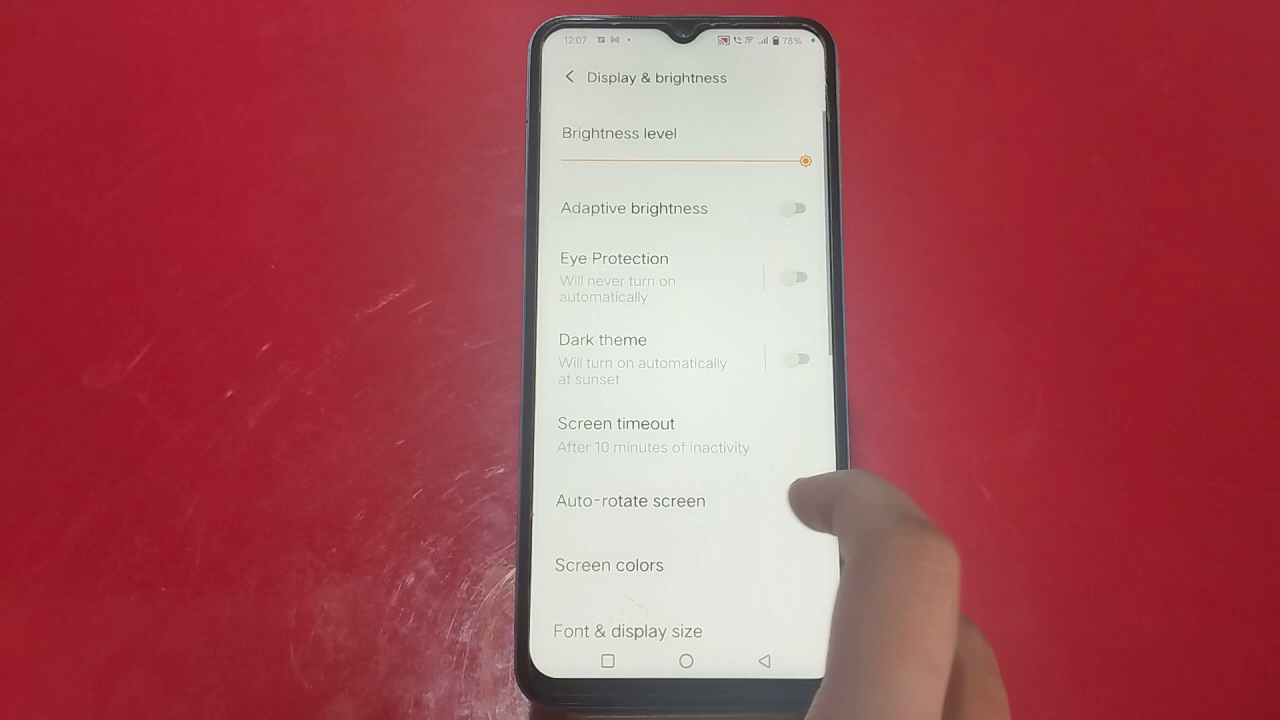 12:07
78%
Display & brightness
Brightness level
Adaptive brightness
Eye Protection
Will never turn on
automatically
Dark theme
Will turn on automatically
at sunset
Screen timeout
After 10 minutes of inactivity
Auto-rotate screen
Screen colors
Font & display size